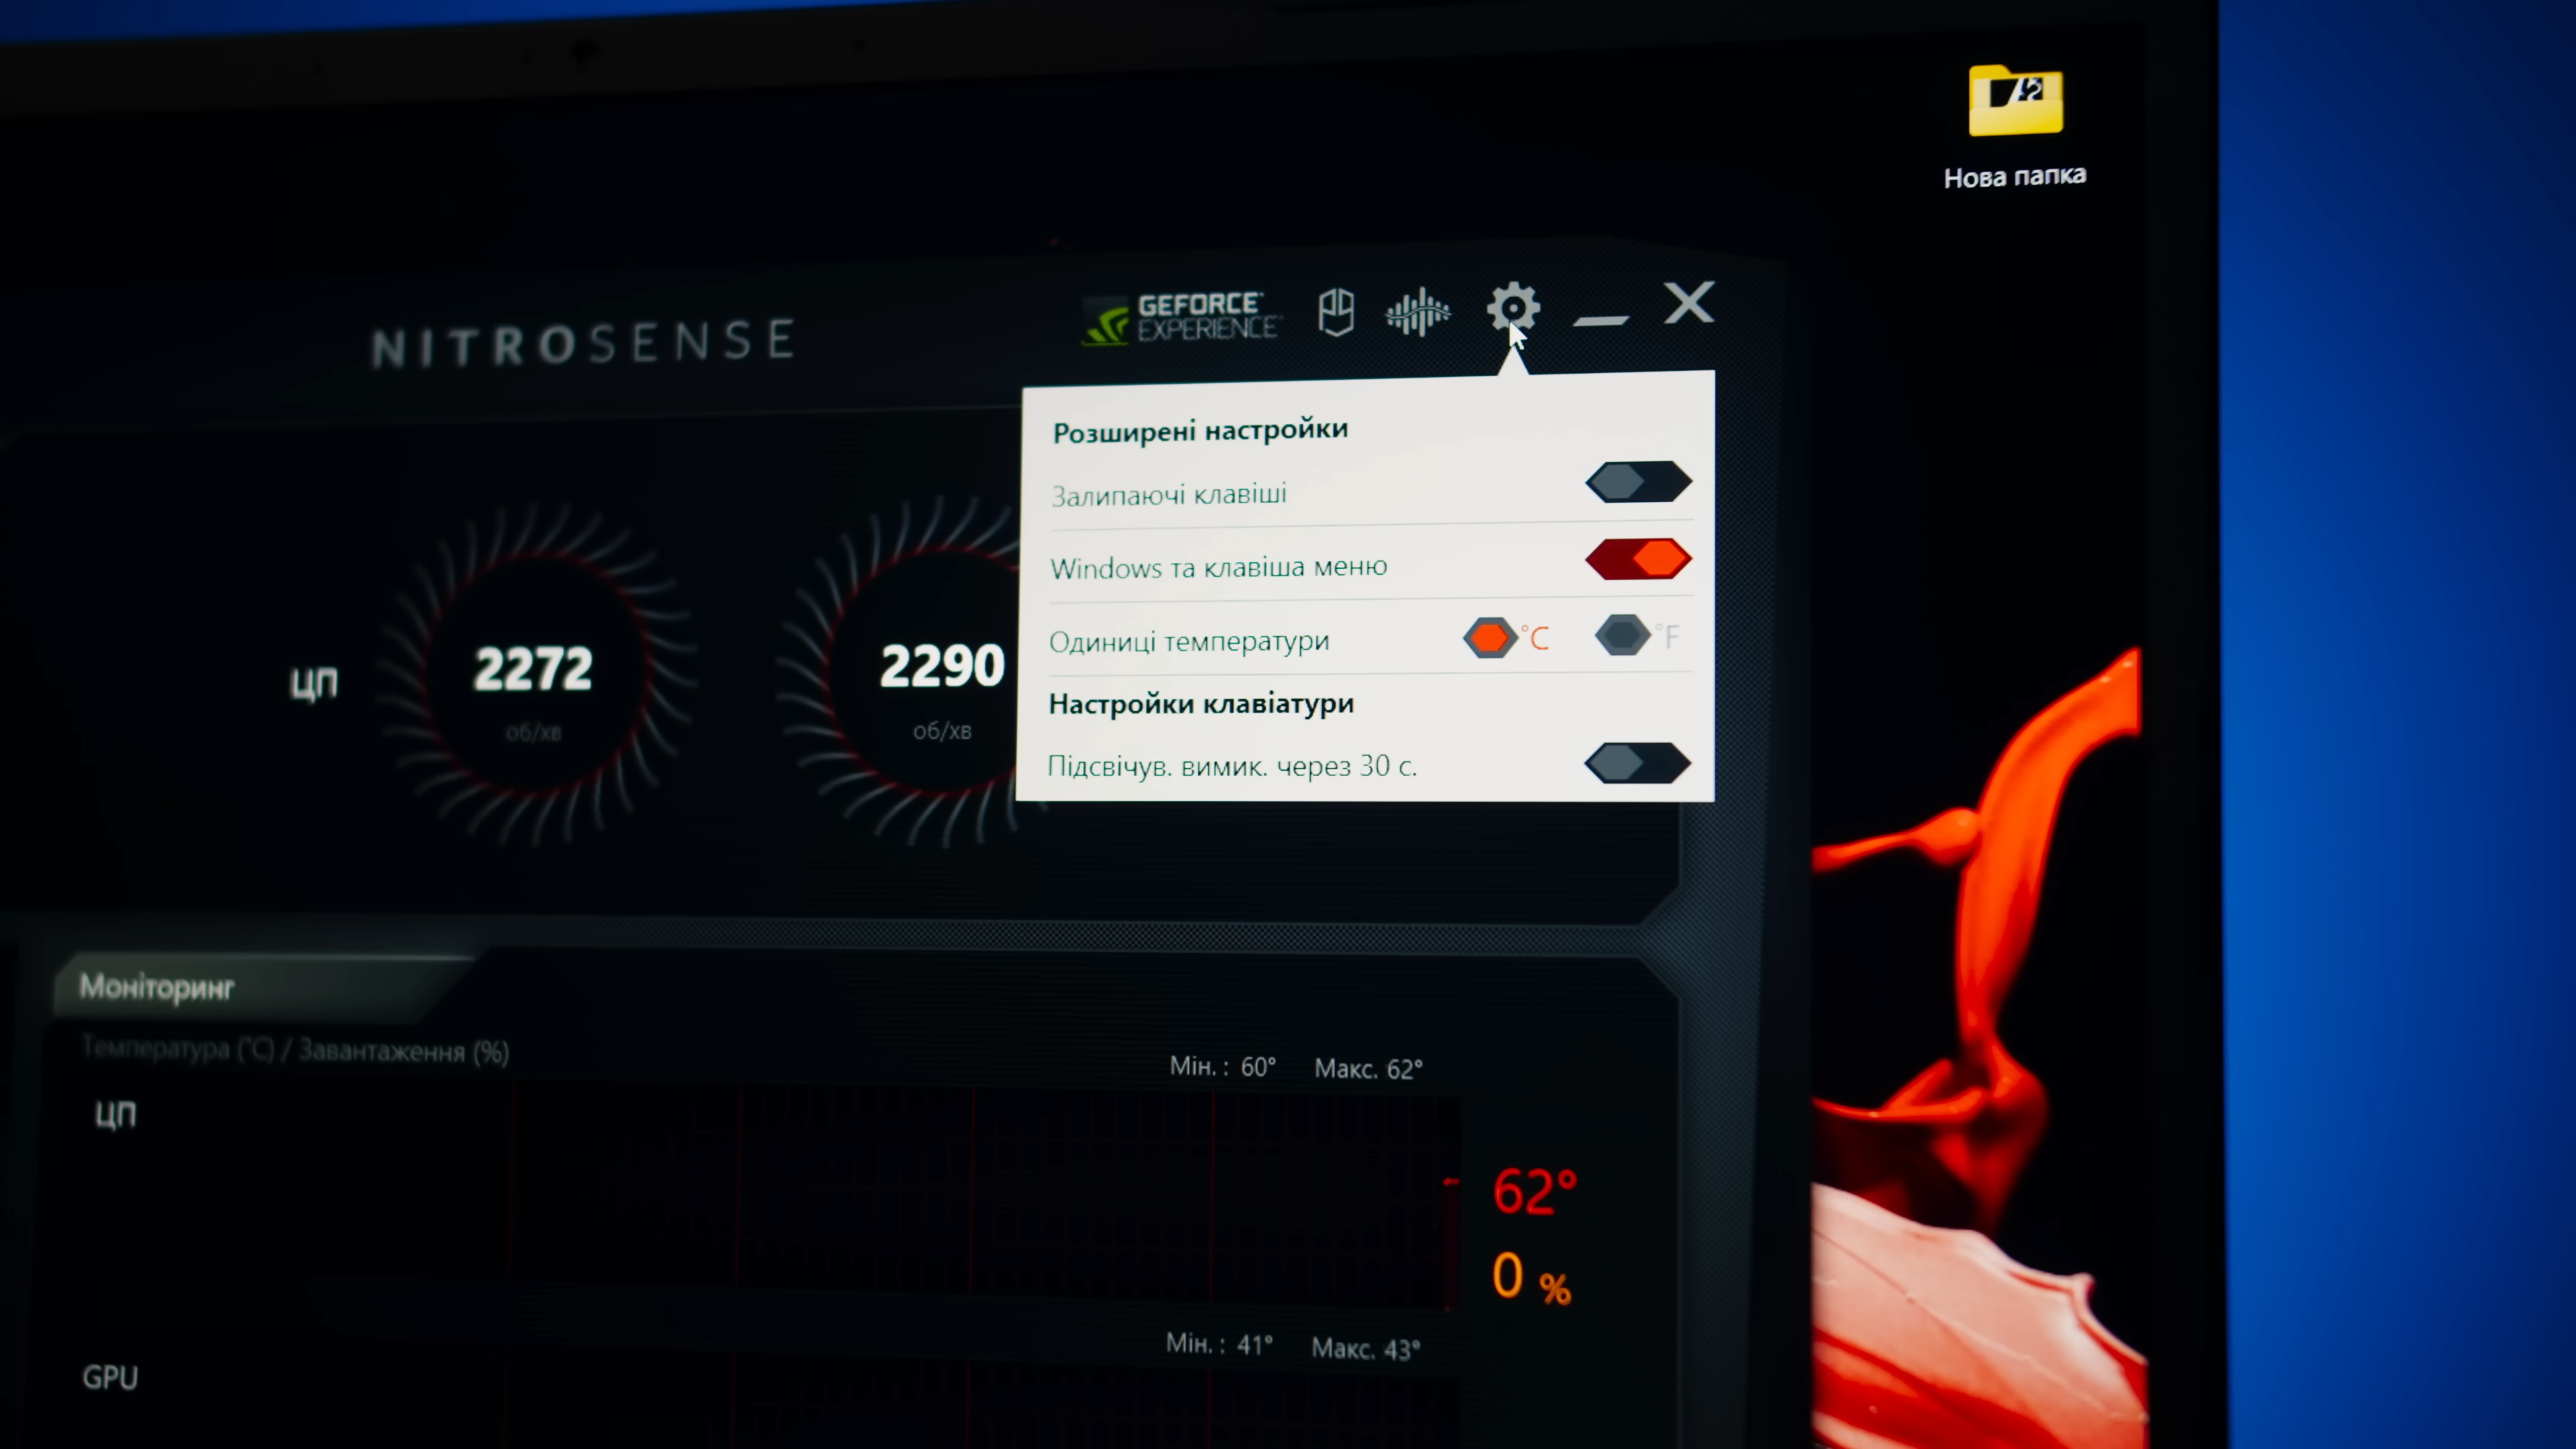 Нова папка
NITROSENSE
GEFORCE
EXPERIENCE
Розширені настройки
Залипаючі клавіші
Windows та клавіша меню
Одиниці температури °C °F
Настройки клавіатури
Підсвічув. вимик. через 30 с.
ЦП
2272
об/хв
2290
об/хв
Моніторинг
Температура (°C) / Завантаження (%)
Мін. : 60° Макс. 62°
ЦП
62°
0 %
Мін. : 41° Макс. 43°
GPU